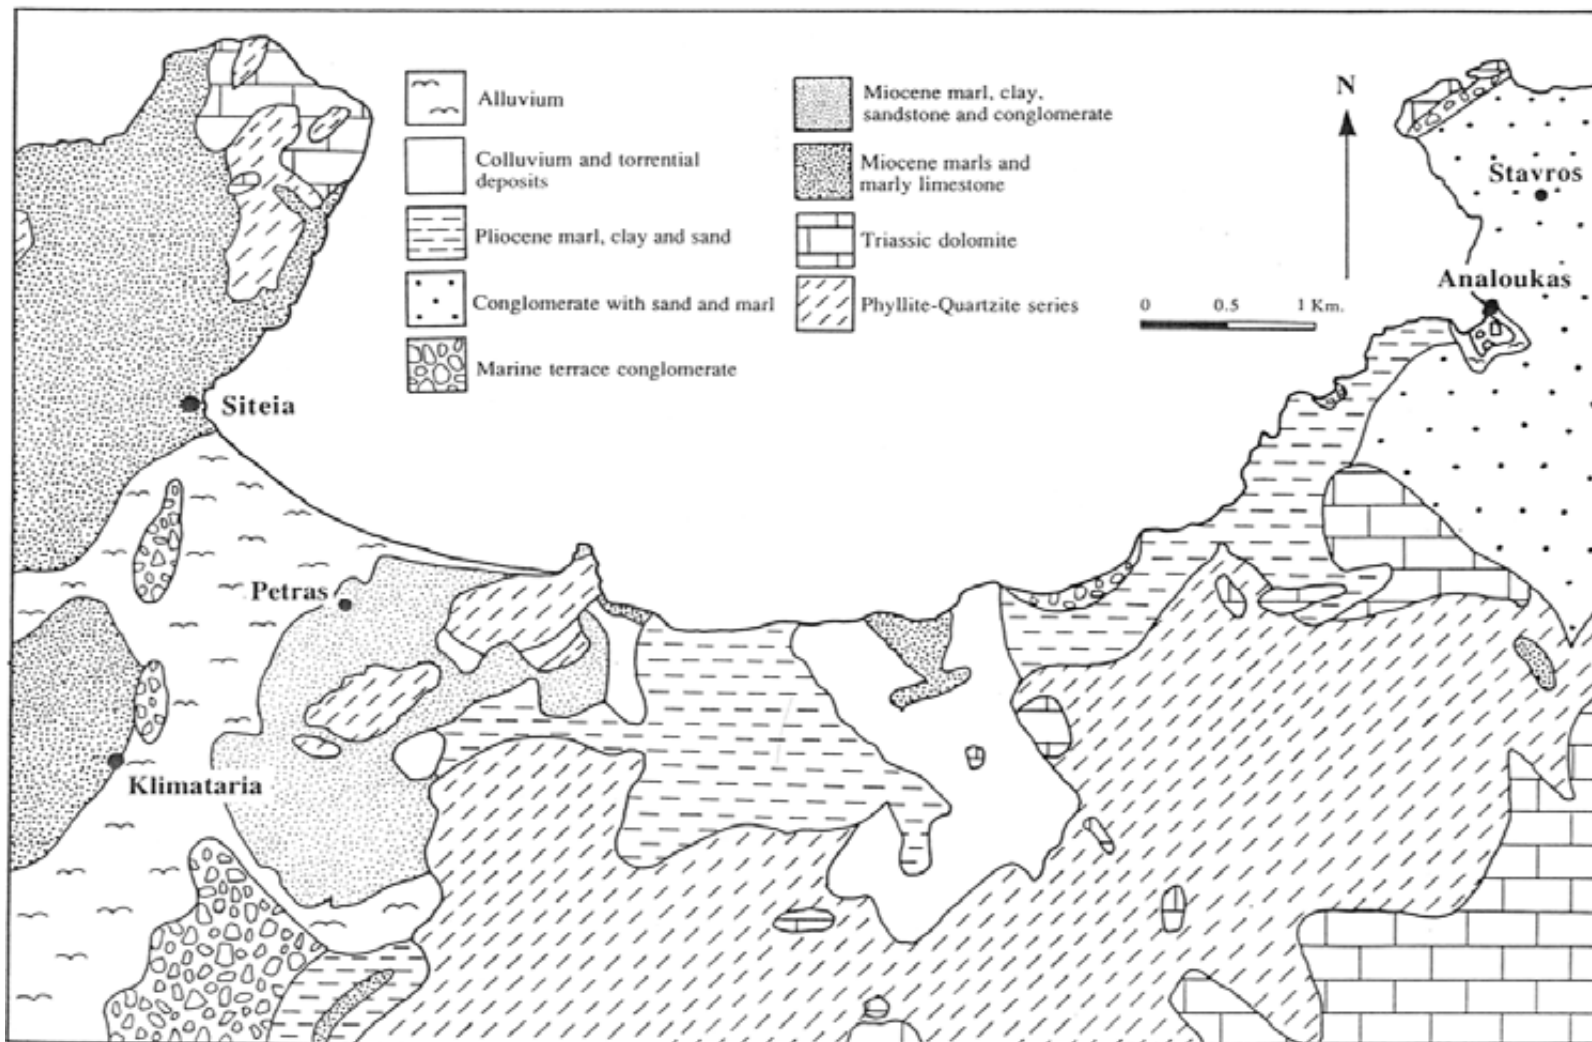 Alluvium
Colluvium and torrential
deposits
Pliocene marl, clay and sand
Conglomerate with sand and marl
Marine terrace conglomerate
Miocene marl, clay,
sandstone and conglomerate
Miocene marls and
marly limestone
Triassic dolomite
Phyllite-Quartzite series
N
0 0.5 1 Km.
Stavros
Analoukas
Siteia
Petras
Klimataria